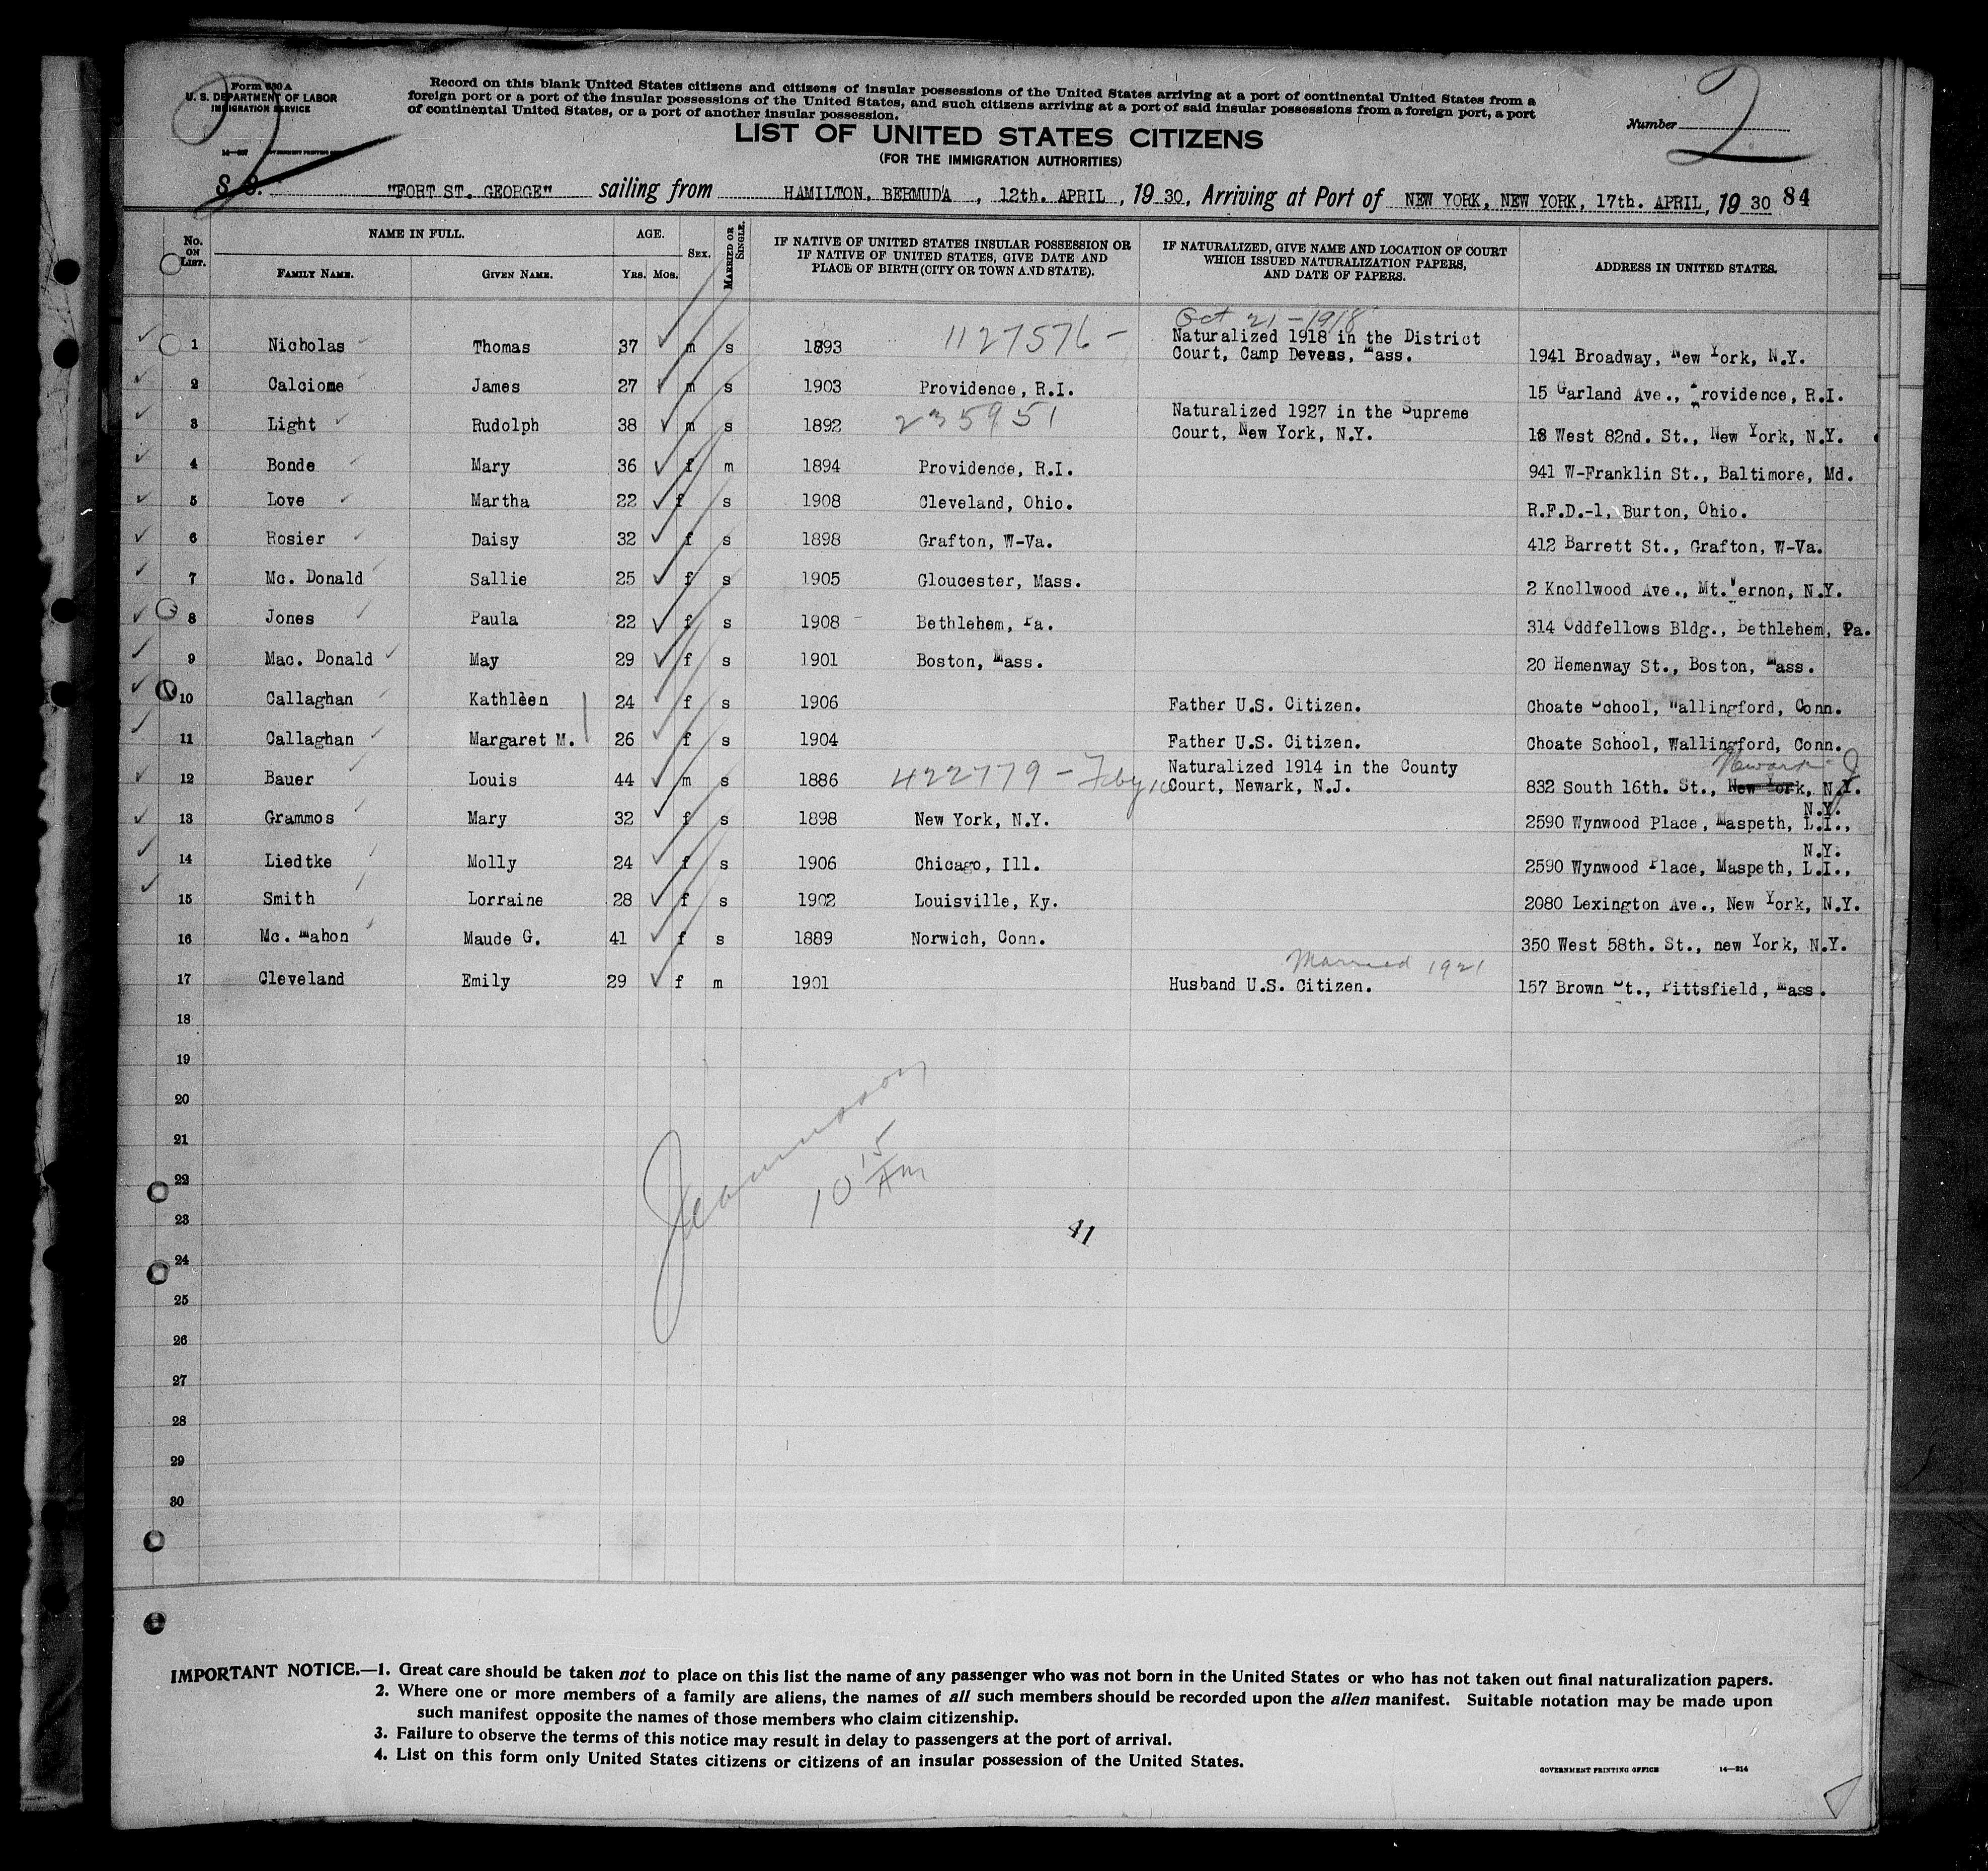 Form 630 A
U. S. DEPARTMENT OF LABOR
IMMIGRATION SERVICE
2
Record on this blank United States citizens and citizens of insular possessions of the United States arriving at a port of continental United States from a
foreign port or a port of the insular possessions of the United States, and such citizens arriving at a port of said insular possessions from a foreign port, a port
of continental United States, or a port of another insular possession.
LIST OF UNITED STATES CITIZENS
(FOR THE IMMIGRATION AUTHORITIES)
Number 2
S. S. "FORT ST. GEORGE" sailing from HAMILTON, BERMUDA, 12th. APRIL, 19 30, Arriving at Port of NEW YORK, NEW YORK, 17th. APRIL, 19 30 84
No. ON LIST. NAME IN FULL. AGE. SEX. MARRIED OR SINGLE. IF NATIVE OF UNITED STATES INSULAR POSSESSION OR IF NATIVE OF UNITED STATES, GIVE DATE AND PLACE OF BIRTH (CITY OR TOWN AND STATE). IF NATURALIZED, GIVE NAME AND LOCATION OF COURT WHICH ISSUED NATURALIZATION PAPERS, AND DATE OF PAPERS. ADDRESS IN UNITED STATES.
FAMILY NAME. GIVEN NAME. YRS. MOS.
Oct 21-1918
1 Nicholas Thomas 37 m s 1893 1127576- Naturalized 1918 in the District Court, Camp Devens, Mass. 1941 Broadway, New York, N.Y.
2 Calcione James 27 m s 1903 Providence, R.I. 15 Garland Ave., Providence, R.I.
3 Light Rudolph 38 m s 1892 235951 Naturalized 1927 in the Supreme Court, New York, N.Y. 18 West 82nd. St., New York, N.Y.
4 Bonde Mary 36 f m 1894 Providence, R.I. 941 W-Franklin St., Baltimore, Md.
5 Love Martha 22 f s 1908 Cleveland, Ohio. R.F.D.-1, Burton, Ohio.
6 Rosier Daisy 32 f s 1898 Grafton, W-Va. 412 Barrett St., Grafton, W-Va.
7 Mc. Donald Sallie 25 f s 1905 Gloucester, Mass. 2 Knollwood Ave., Mt. Vernon, N.Y.
8 Jones Paula 22 f s 1908 Bethlehem, Pa. 314 Oddfellows Bldg., Bethlehem, Pa.
9 Mac. Donald May 29 f s 1901 Boston, Mass. 20 Hemenway St., Boston, Mass.
10 Callaghan Kathleen 24 f s 1906 Father U.S. Citizen. Choate School, Wallingford, Conn.
11 Callaghan Margaret M. 26 f s 1904 Father U.S. Citizen. Choate School, Wallingford, Conn.
12 Bauer Louis 44 m s 1886 422779 - Feby Naturalized 1914 in the County Court, Newark, N.J. 832 South 16th. St., New York, N.Y. Newark J
13 Grammos Mary 32 f s 1898 New York, N.Y. 2590 Wynwood Place, Maspeth, L.I., N.Y.
14 Liedtke Molly 24 f s 1906 Chicago, Ill. 2590 Wynwood Place, Maspeth, L.I., N.Y.
15 Smith Lorraine 28 f s 1902 Louisville, Ky. 2080 Lexington Ave., New York, N.Y.
16 Mc. Mahon Maude G. 41 f s 1889 Norwich, Conn. 350 West 58th. St., new York, N.Y.
Married 1921
17 Cleveland Emily 29 f m 1901 Husband U.S. Citizen. 157 Brown St., Pittsfield, Mass.
18
19
20
21
22
23
24
25
26
27
28
29
30
10 15 AM
IMPORTANT NOTICE.—1. Great care should be taken not to place on this list the name of any passenger who was not born in the United States or who has not taken out final naturalization papers.
2. Where one or more members of a family are aliens, the names of all such members should be recorded upon the alien manifest. Suitable notation may be made upon
such manifest opposite the names of those members who claim citizenship.
3. Failure to observe the terms of this notice may result in delay to passengers at the port of arrival.
4. List on this form only United States citizens or citizens of an insular possession of the United States.
GOVERNMENT PRINTING OFFICE 14—214